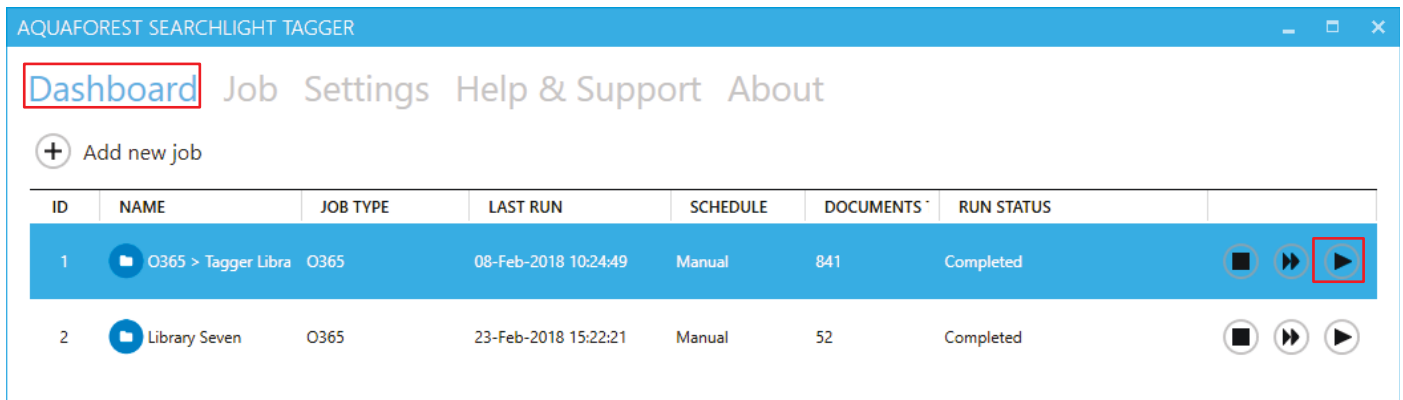 AQUAFOREST SEARCHLIGHT TAGGER
Dashboard Job Settings Help & Support About
Add new job
ID NAME JOB TYPE LAST RUN SCHEDULE DOCUMENTS RUN STATUS
1 O365 > Tagger Libra O365 08-Feb-2018 10:24:49 Manual 841 Completed
2 Library Seven O365 23-Feb-2018 15:22:21 Manual 52 Completed